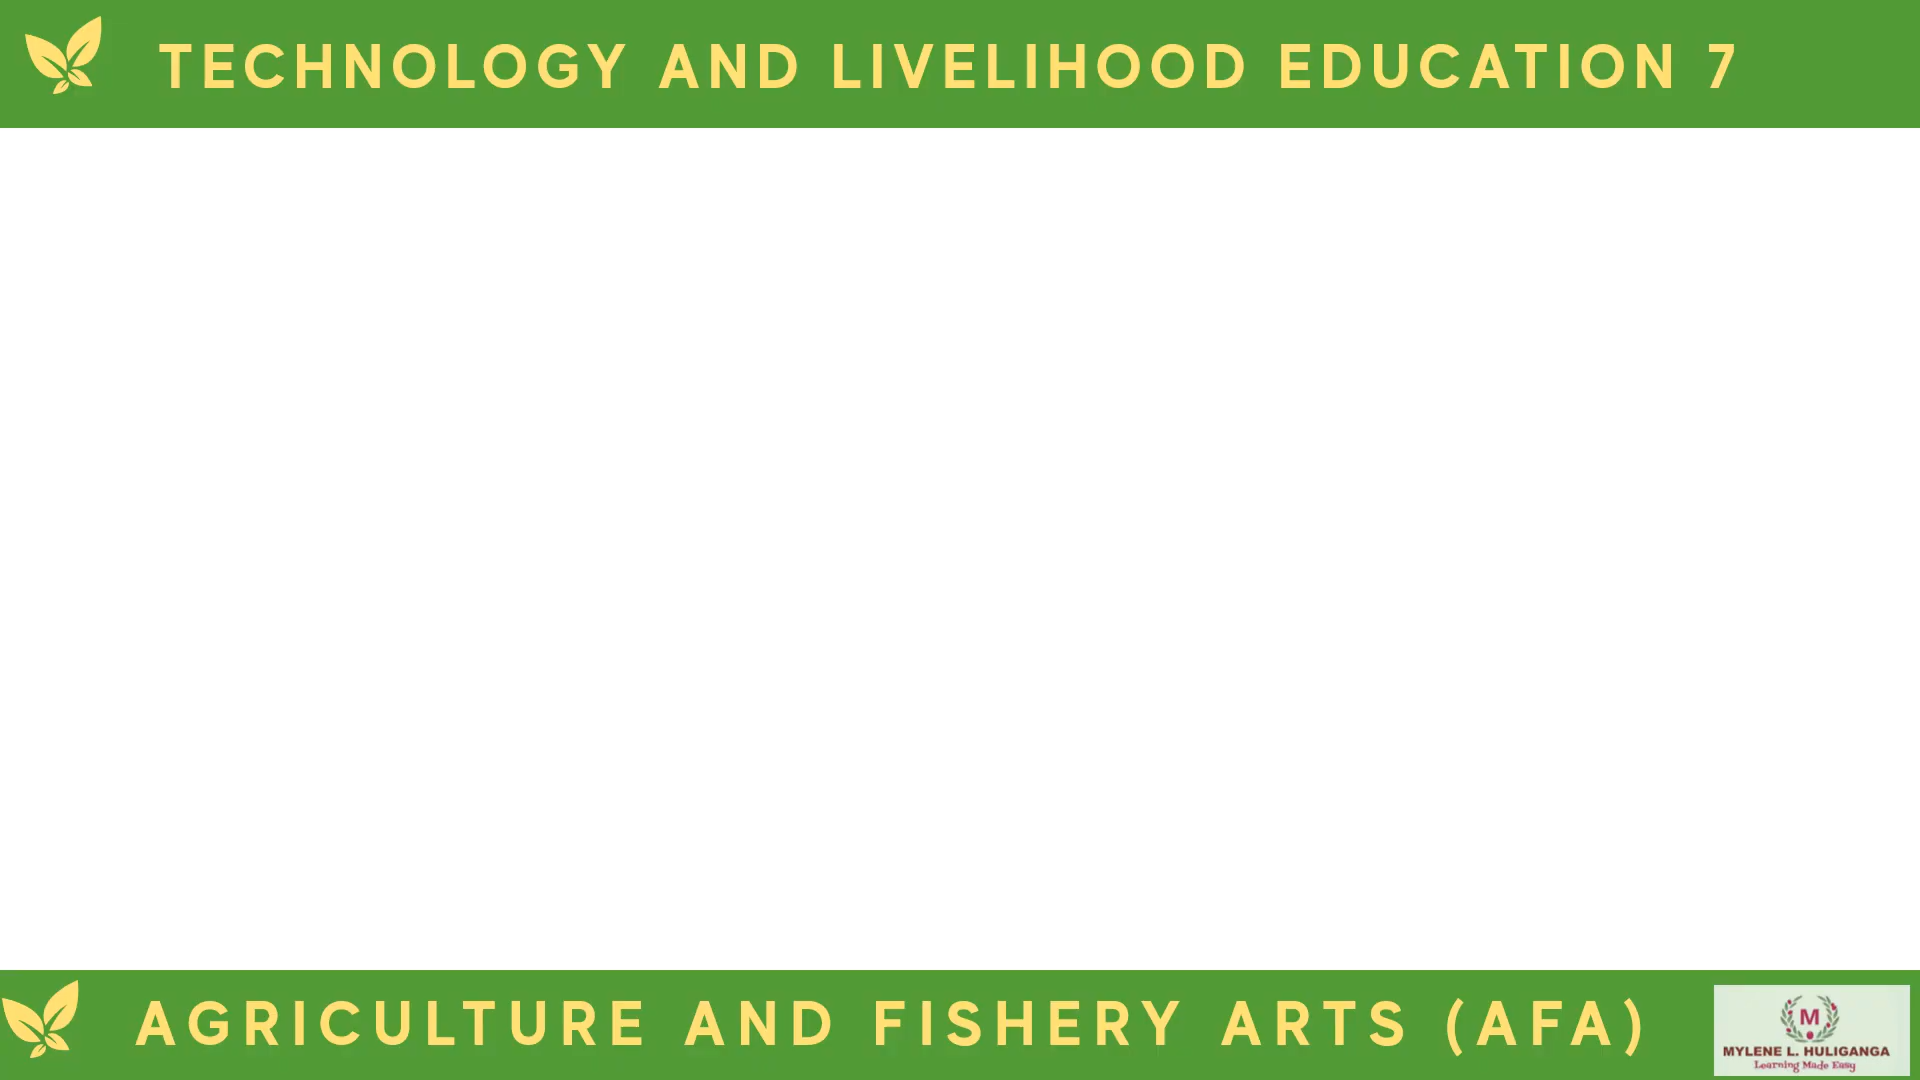 TECHNOLOGY AND LIVELIHOOD EDUCATION 7
AGRICULTURE AND FISHERY ARTS (AFA)
M
MYLENE L. HULIGANGA
Learning Made Easy